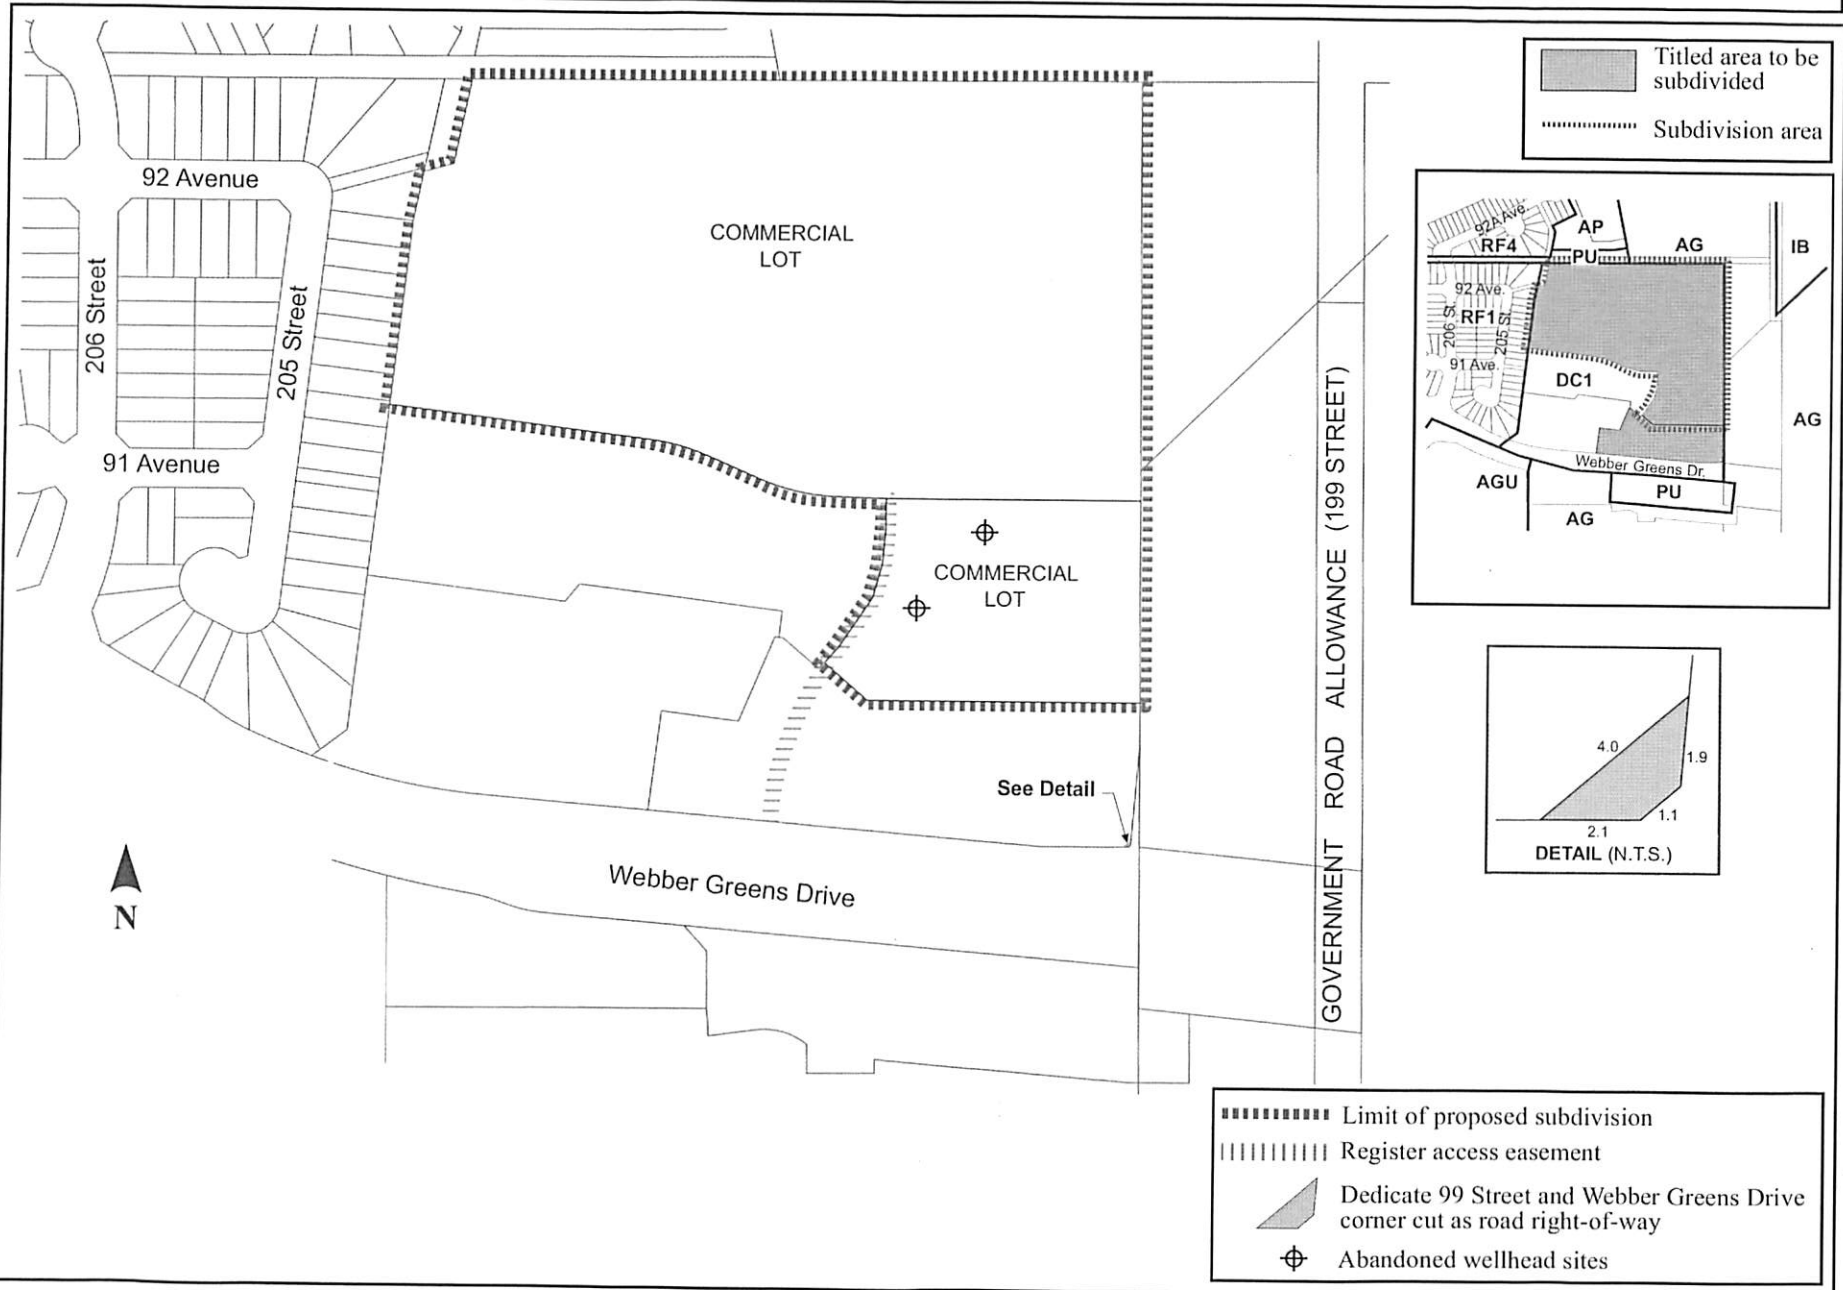 Titled area to be
subdivided
Subdivision area
92 Avenue
COMMERCIAL
LOT
206 Street
205 Street
91 Avenue
COMMERCIAL
LOT
GOVERNMENT ROAD ALLOWANCE (199 STREET)
See Detail
Webber Greens Drive
N
92A Ave.
AP
RF4
PU
AG
IB
92 Ave.
RF1
206 St.
205 St.
91 Ave.
DC1
AG
Webber Greens Dr.
AGU
PU
AG
4.0
1.9
1.1
2.1
DETAIL (N.T.S.)
Limit of proposed subdivision
Register access easement
Dedicate 99 Street and Webber Greens Drive
corner cut as road right-of-way
Abandoned wellhead sites